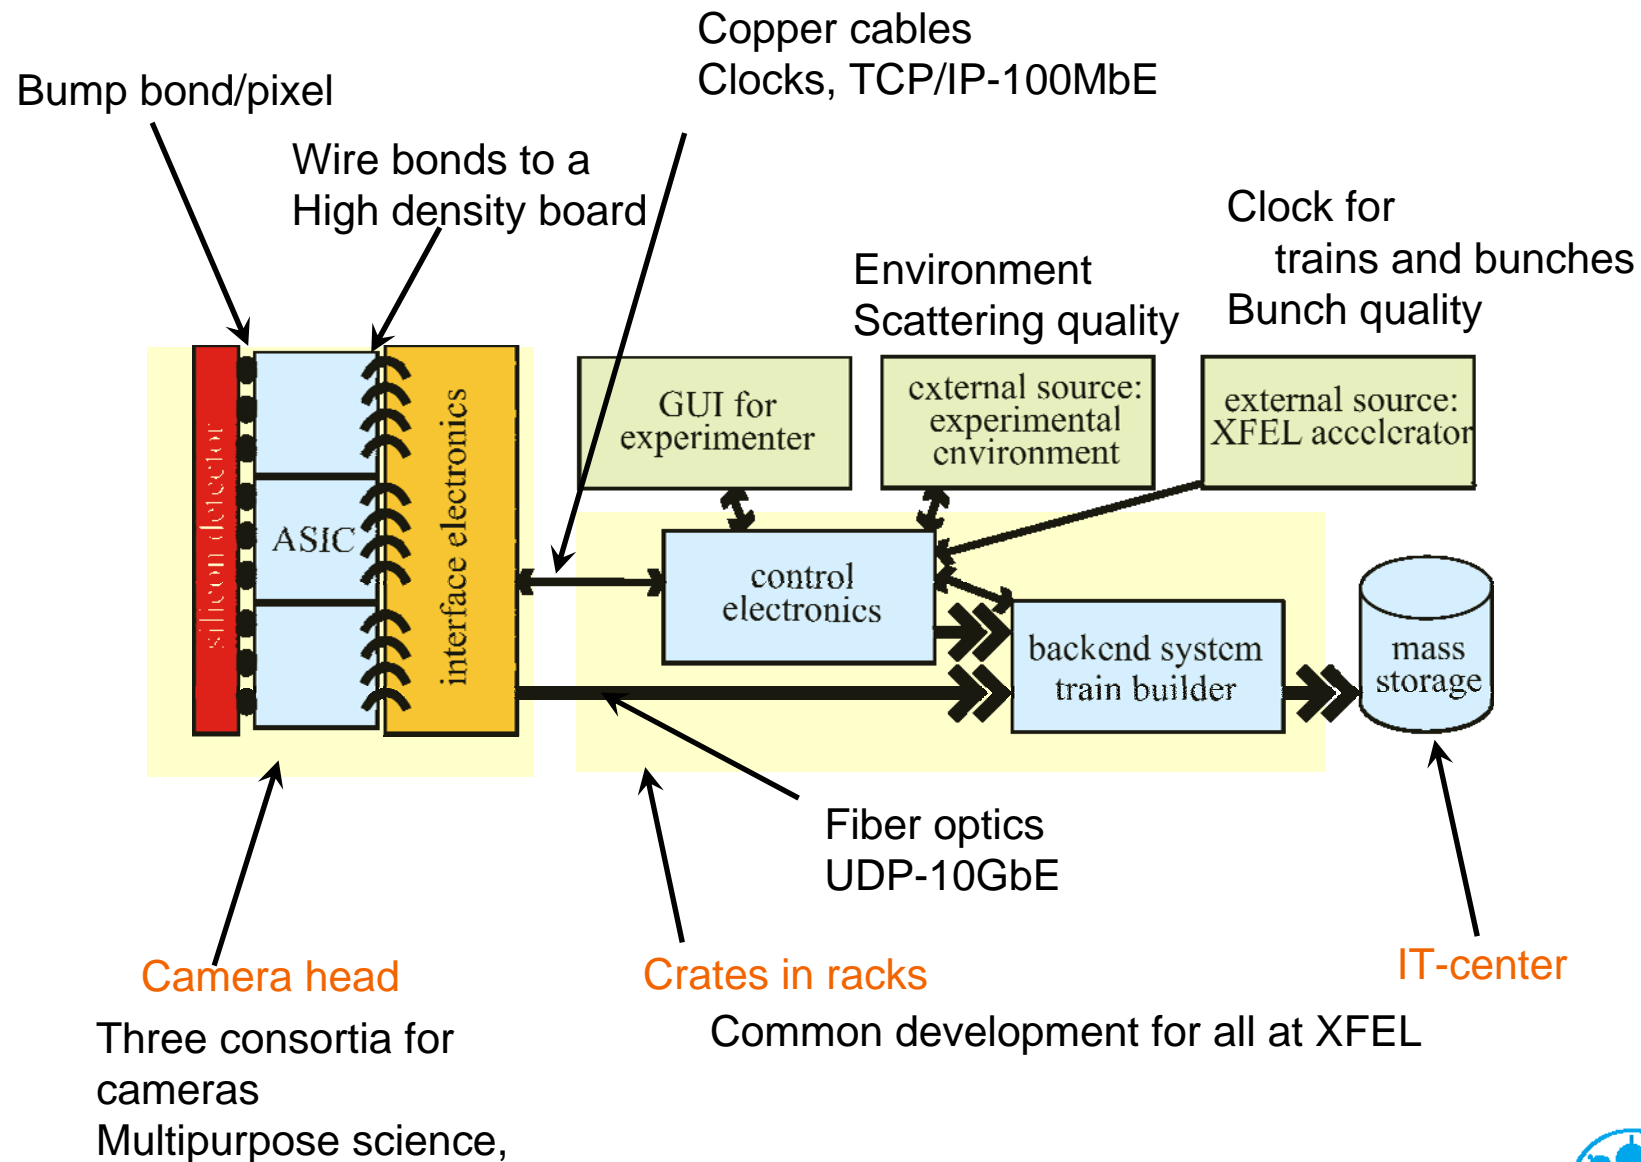 Copper cables
Clocks, TCP/IP-100MbE
Bump bond/pixel
Wire bonds to a
High density board
Clock for
trains and bunches
Bunch quality
Environment
Scattering quality
silicon detector
ASIC
interface electronics
GUI for
experimenter
external source:
experimental
environment
external source:
XFEL accelerator
control
electronics
backend system
train builder
mass
storage
Fiber optics
UDP-10GbE
Camera head
Crates in racks
IT-center
Three consortia for
cameras
Multipurpose science,
Common development for all at XFEL